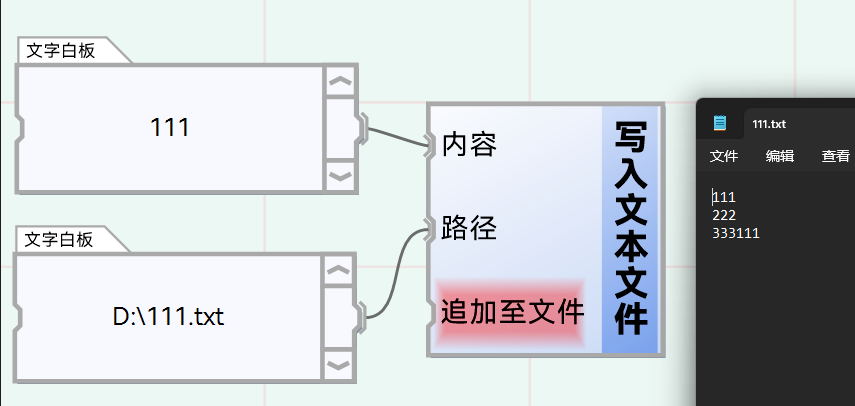 文字白板
111
文字白板
D:\111.txt
内容
路径
追加至文件
写入文本文件
111.txt
文件 编辑 查看
111
222
333111